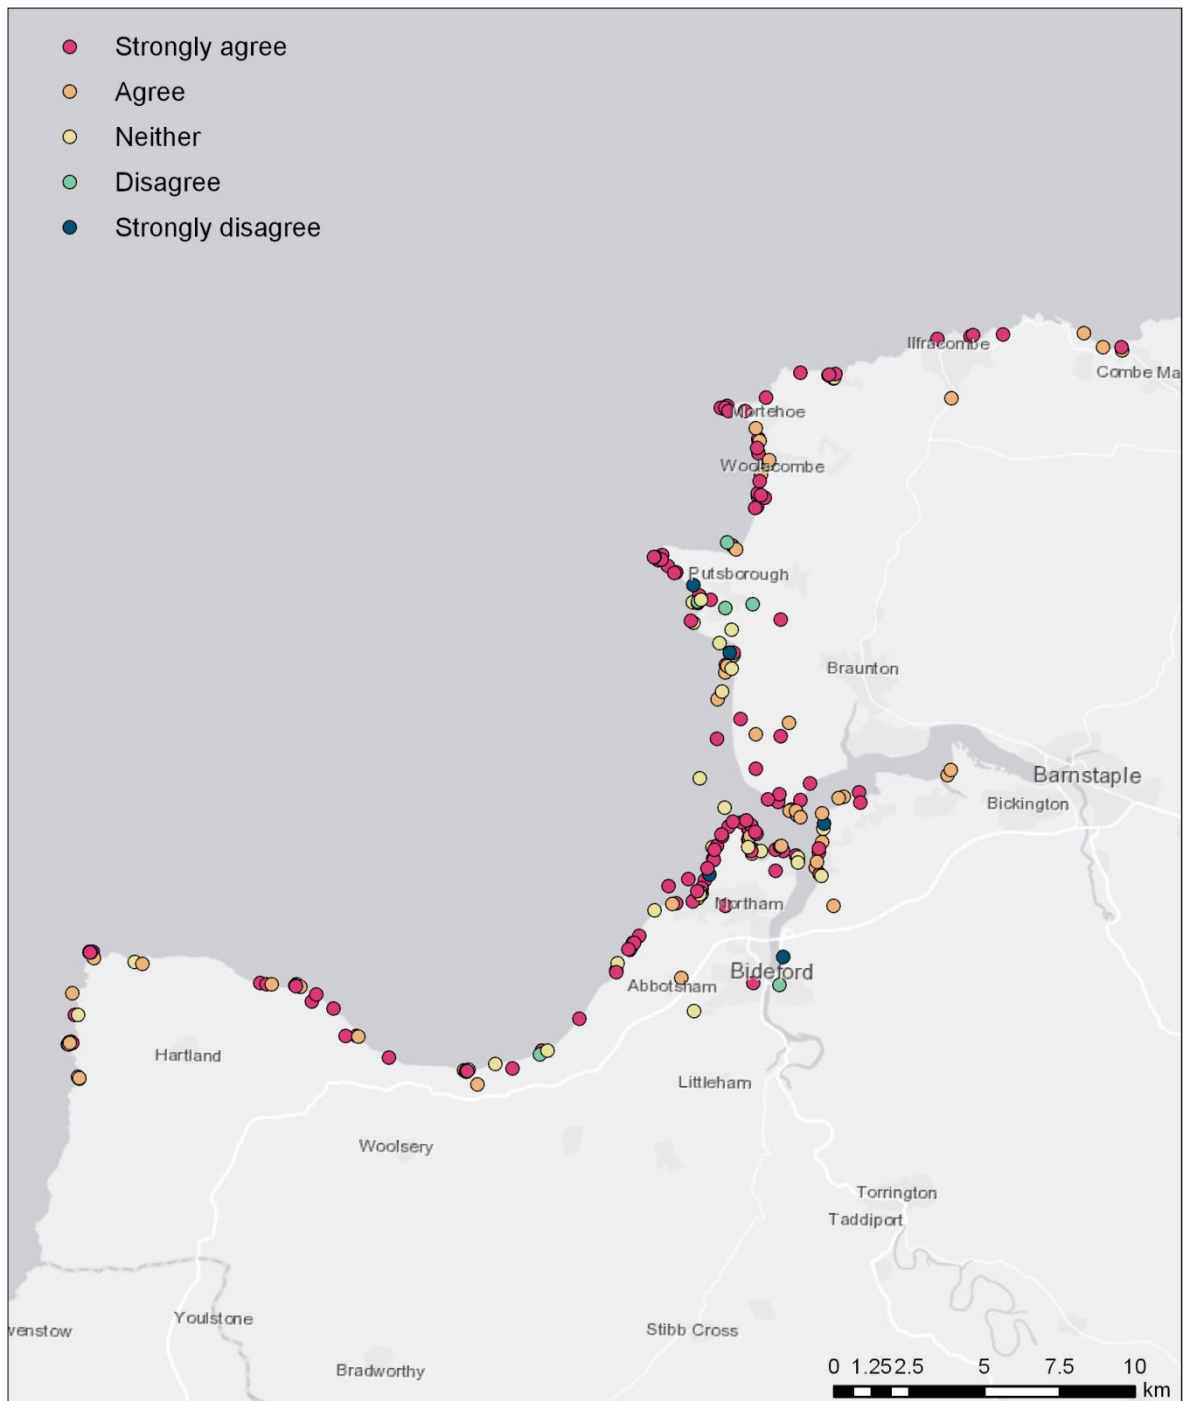 Strongly agree
Agree
Neither
Disagree
Strongly disagree
Ilfracombe
Combe Ma
Mortehoe
Woolacombe
Putsborough
Braunton
Barnstaple
Bickington
Northam
Bideford
Abbotsham
Hartland
Littleham
Woolsery
Torrington
Taddiport
Youlstone
wenstow
Stibb Cross
Bradworthy
0 1.25 2.5 5 7.5 10
km